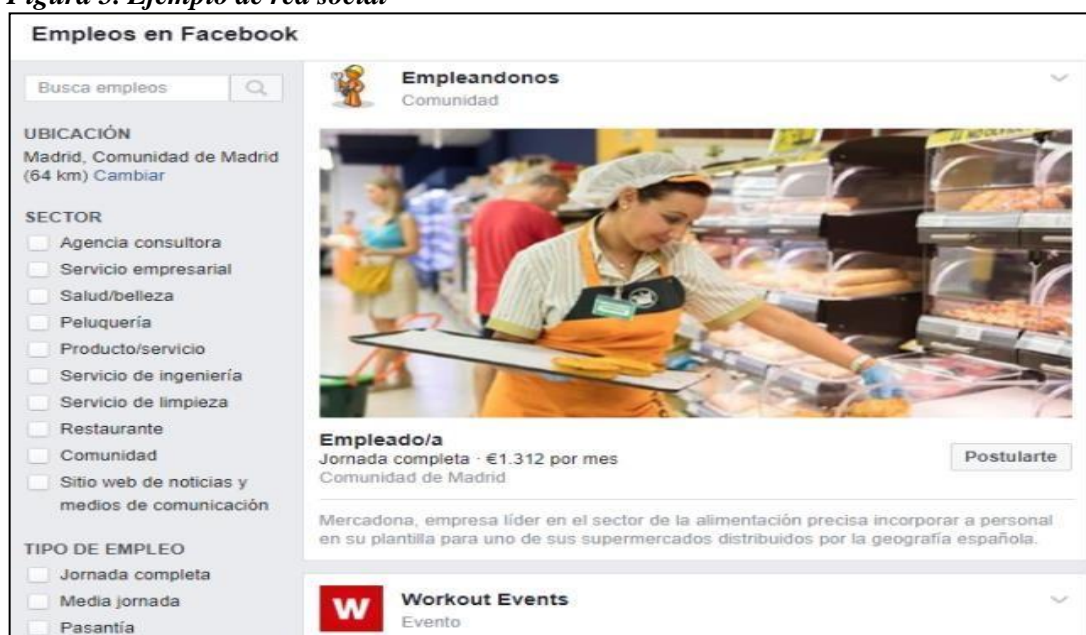 Figura 3. Ejemplo de red social
Empleos en Facebook
Busca empleos
UBICACIÓN
Madrid, Comunidad de Madrid
(64 km) Cambiar
SECTOR
Agencia consultora
Servicio empresarial
Salud/belleza
Peluquería
Producto/servicio
Servicio de ingeniería
Servicio de limpieza
Restaurante
Comunidad
Sitio web de noticias y
medios de comunicación
TIPO DE EMPLEO
Jornada completa
Media jornada
Pasantía
Empleandonos
Comunidad
Empleado/a
Jornada completa · €1.312 por mes
Comunidad de Madrid
Postularte
Mercadona, empresa líder en el sector de la alimentación precisa incorporar a personal
en su plantilla para uno de sus supermercados distribuidos por la geografía española.
W
Workout Events
Evento